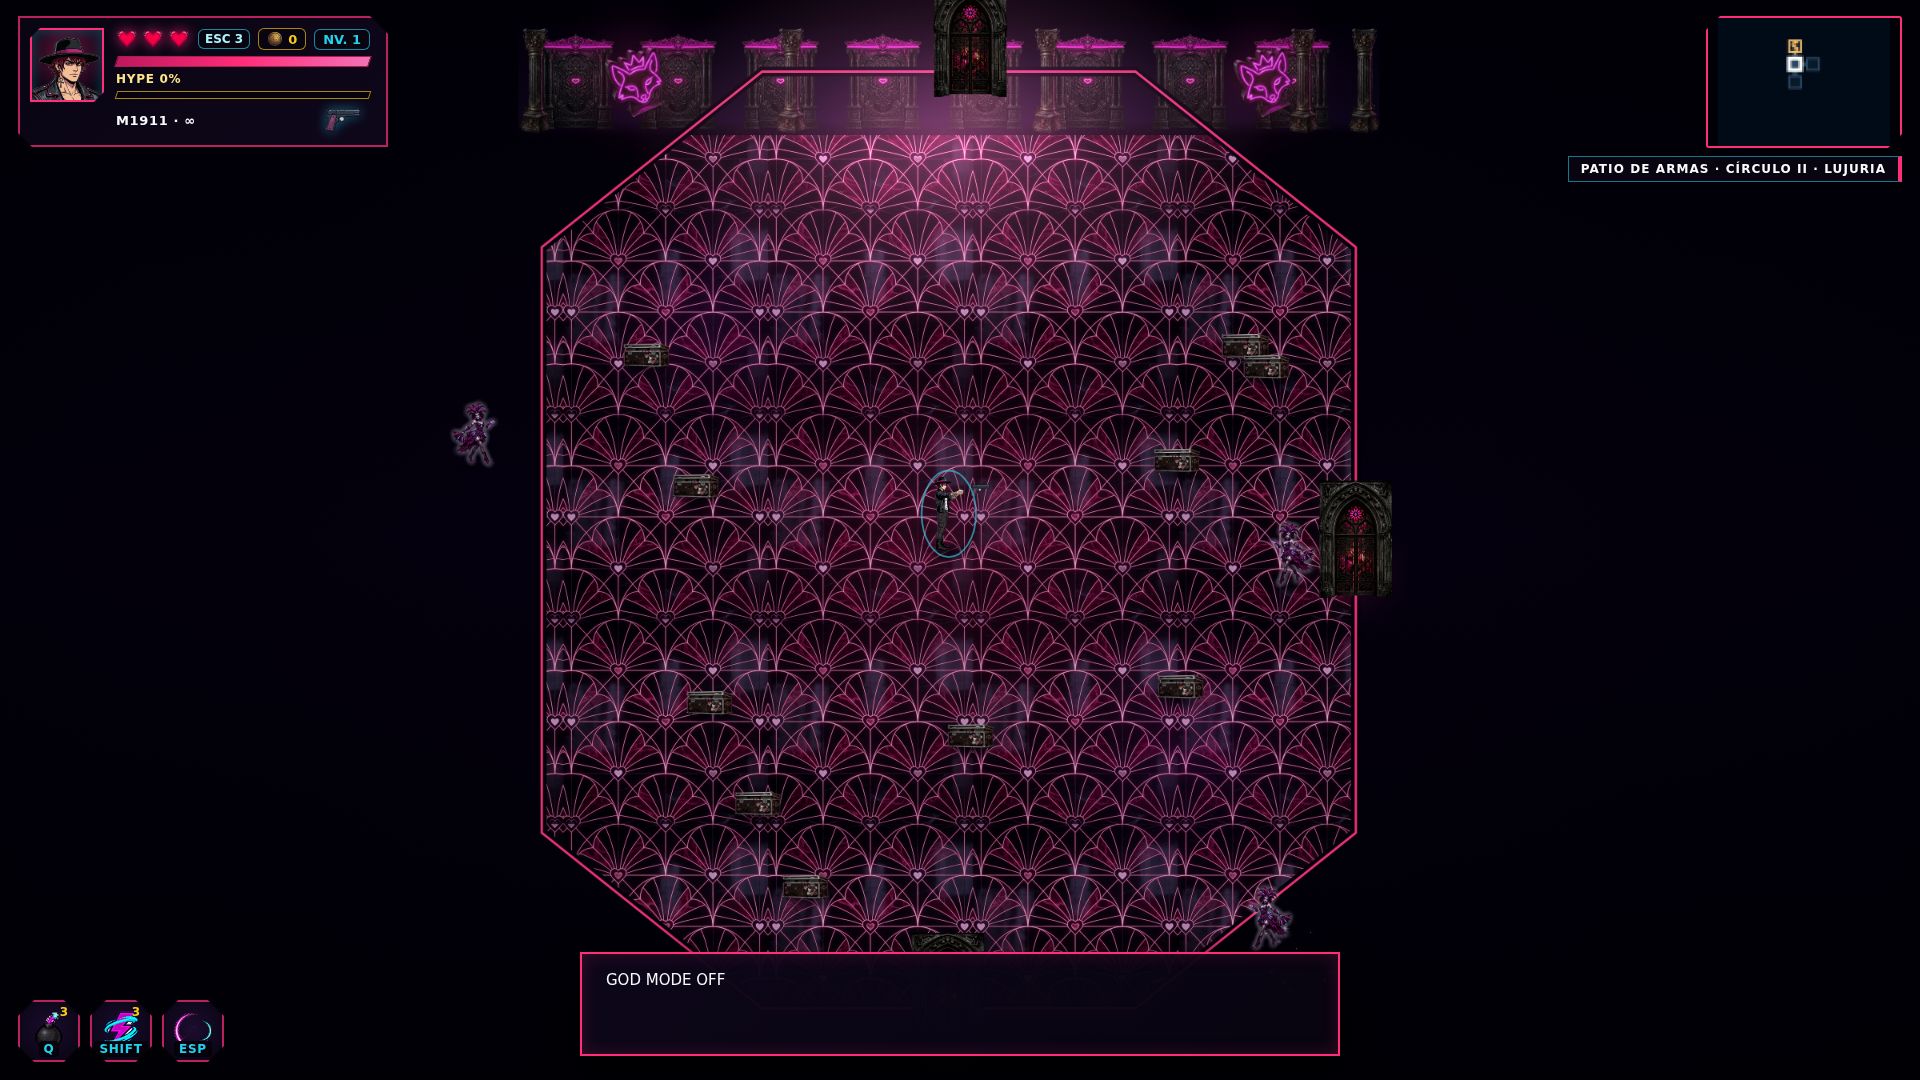 ESC 3
0
NV. 1
HYPE 0%
M1911 · ∞
PATIO DE ARMAS · CÍRCULO II · LUJURIA
GOD MODE OFF
3
Q
3
SHIFT
ESP